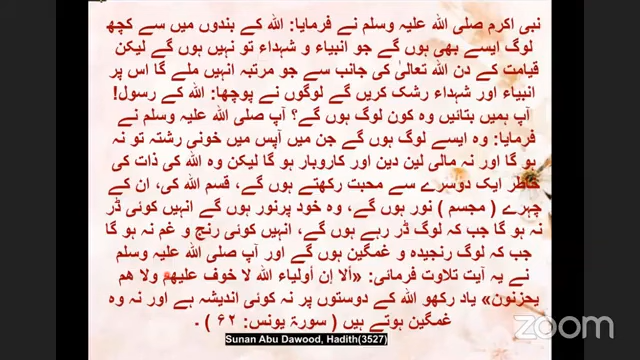 نبی اکرم صلی اللہ علیہ وسلم نے فرمایا: اللہ کے بندوں میں سے کچھ
لوگ ایسے بھی ہوں گے جو انبیاء و شہداء تو نہیں ہوں گے لیکن
قیامت کے دن اللہ تعالیٰ کی جانب سے جو مرتبہ انہیں ملے گا اس پر
انبیاء اور شہداء رشک کریں گے لوگوں نے پوچھا: اللہ کے رسول!
آپ ہمیں بتائیں وہ کون لوگ ہوں گے؟ آپ صلی اللہ علیہ وسلم نے
فرمایا: وہ ایسے لوگ ہوں گے جن میں آپس میں خونی رشتہ تو نہ
ہو گا اور نہ مالی لین دین اور کاروبار ہو گا لیکن وہ اللہ کی ذات کی
خاطر ایک دوسرے سے محبت رکھتے ہوں گے، قسم اللہ کی، ان کے
چہرے ( مجسم ) نور ہوں گے، وہ خود پرنور ہوں گے انہیں کوئی ڈر
نہ ہو گا جب کہ لوگ ڈر رہے ہوں گے، انہیں کوئی رنج و غم نہ ہو گا
جب کہ لوگ رنجیدہ و غمگین ہوں گے اور آپ صلی اللہ علیہ وسلم
نے یہ آیت تلاوت فرمائی: «ألا إن أولياء الله لا خوف عليهم ولا هم
يحزنون» یاد رکھو اللہ کے دوستوں پر نہ کوئی اندیشہ ہے اور نہ وہ
غمگین ہوتے ہیں ( سورۃ یونس: ۶۲ ) ۔
Sunan Abu Dawood, Hadith(3527)
zoom